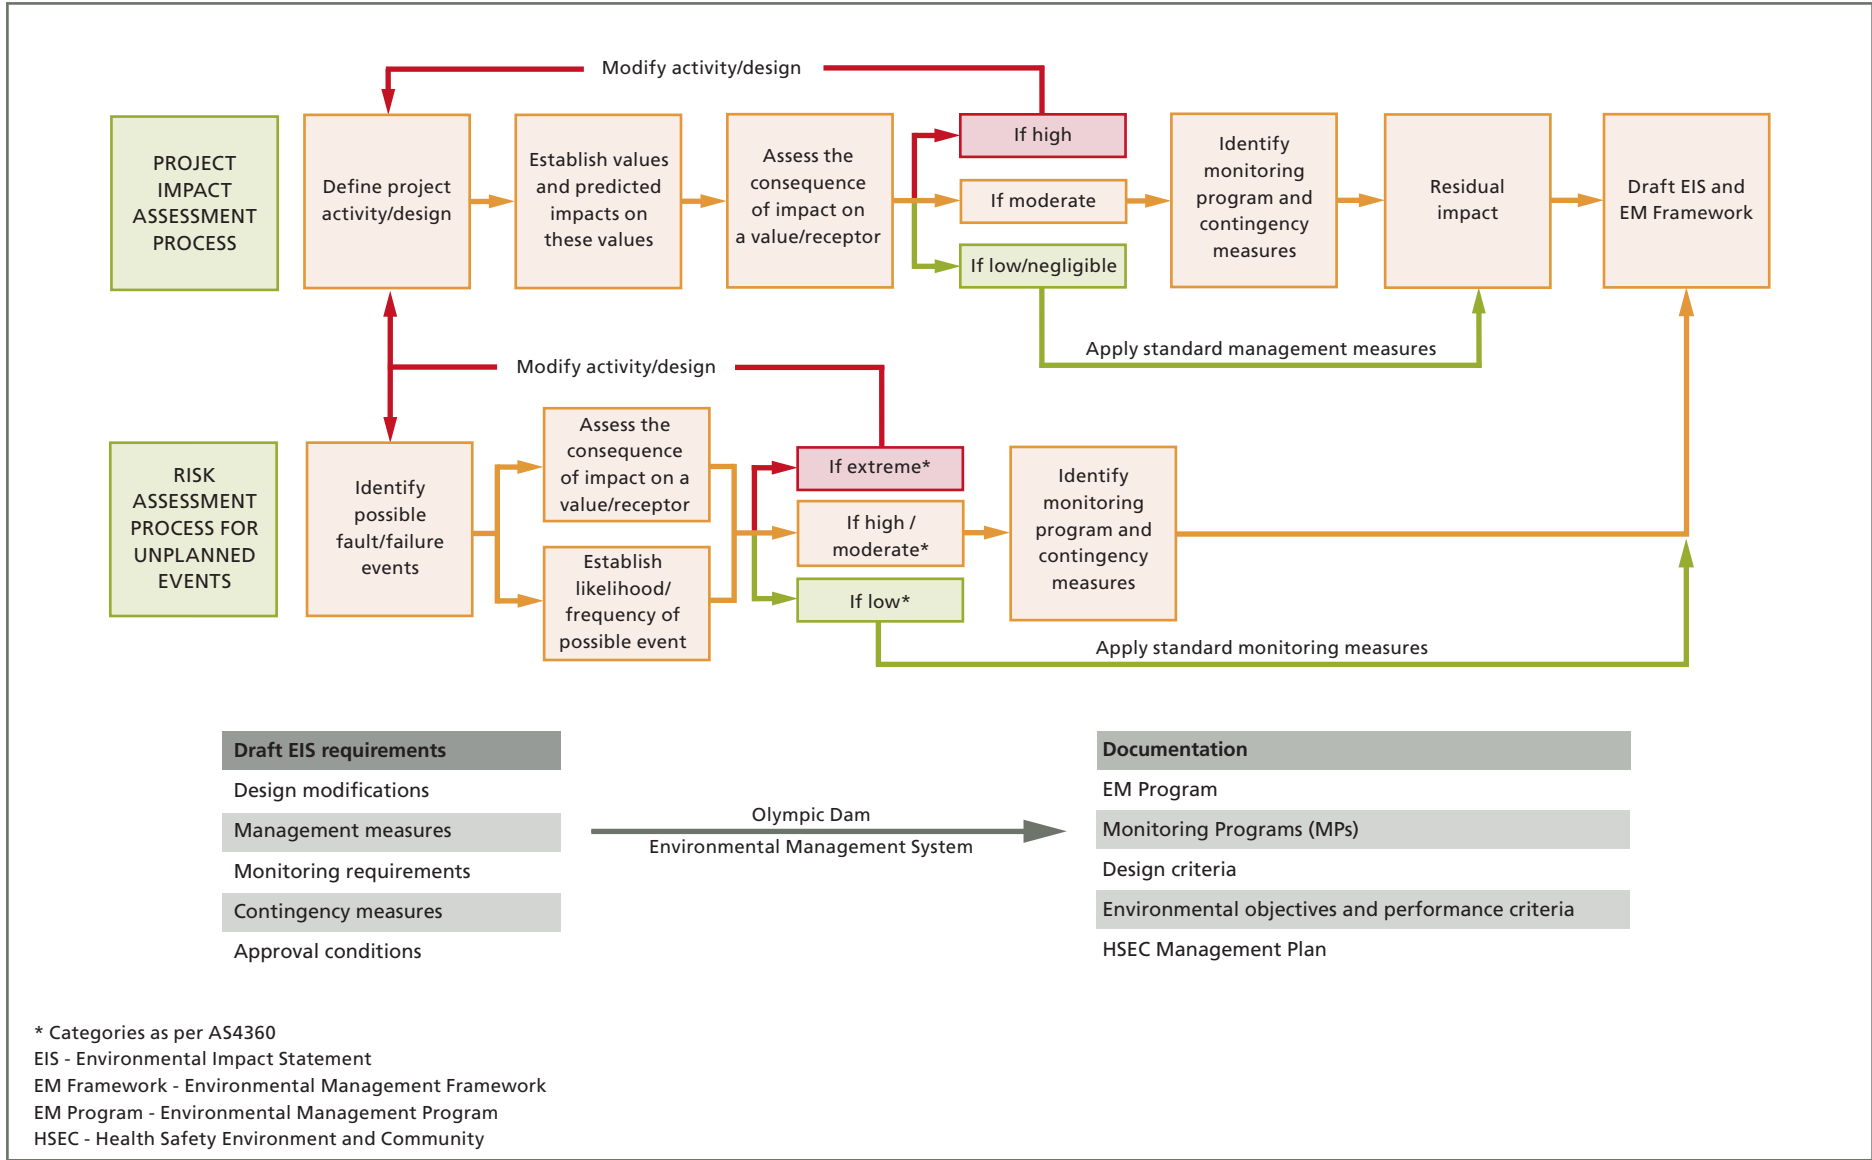 Modify activity/design
PROJECT
IMPACT
ASSESSMENT
PROCESS
Define project
activity/design
Establish values
and predicted
impacts on
these values
Assess the
consequence
of impact on
a value/receptor
If high
If moderate
If low/negligible
Identify
monitoring
program and
contingency
measures
Residual
impact
Draft EIS and
EM Framework
Apply standard management measures
Modify activity/design
RISK
ASSESSMENT
PROCESS FOR
UNPLANNED
EVENTS
Identify
possible
fault/failure
events
Assess the
consequence
of impact on a
value/receptor
Establish
likelihood/
frequency of
possible event
If extreme*
If high /
moderate*
If low*
Identify
monitoring
program and
contingency
measures
Apply standard monitoring measures
Draft EIS requirements
Design modifications
Management measures
Monitoring requirements
Contingency measures
Approval conditions
Olympic Dam
Environmental Management System
Documentation
EM Program
Monitoring Programs (MPs)
Design criteria
Environmental objectives and performance criteria
HSEC Management Plan
* Categories as per AS4360
EIS - Environmental Impact Statement
EM Framework - Environmental Management Framework
EM Program - Environmental Management Program
HSEC - Health Safety Environment and Community